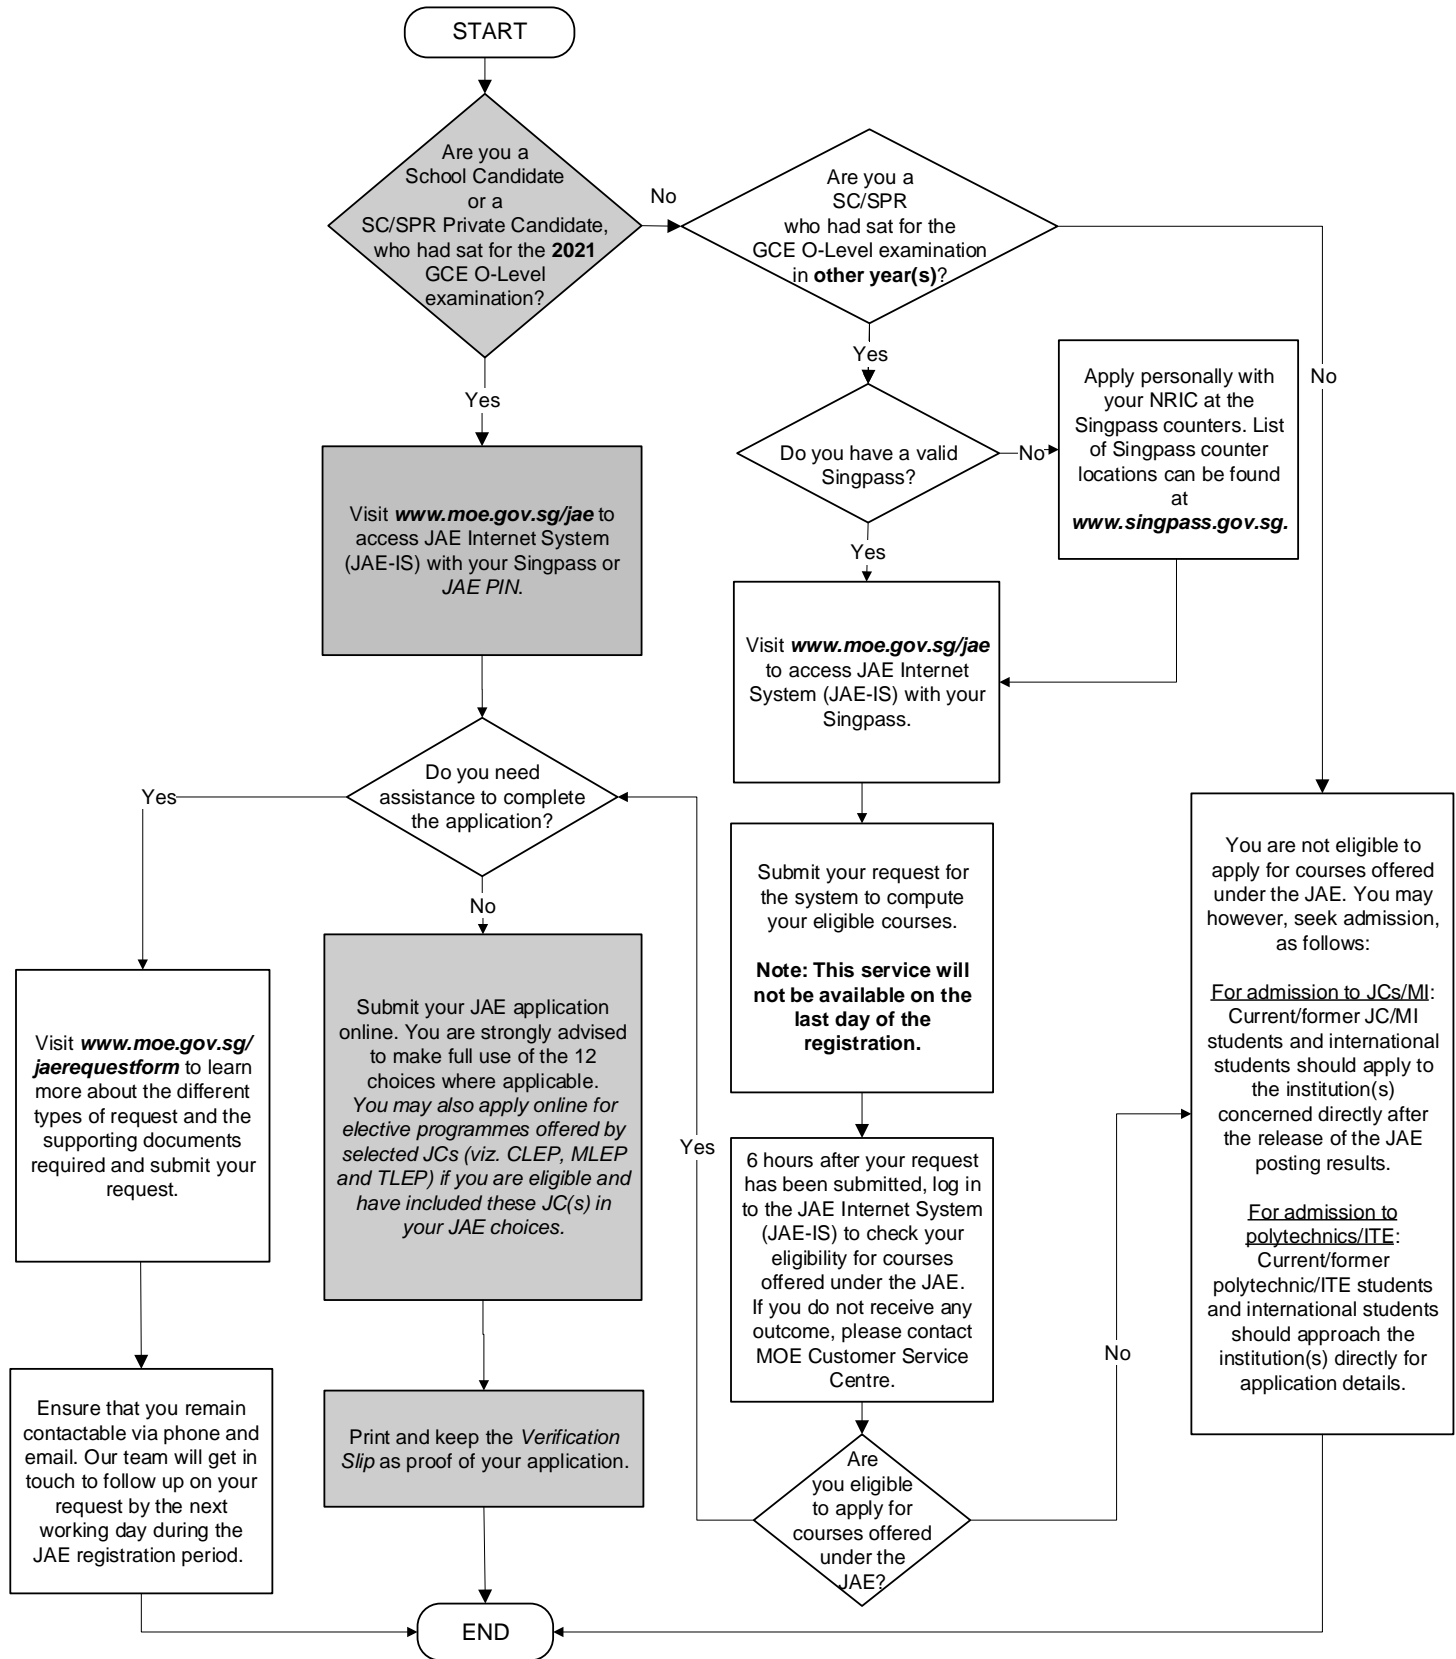 START
Are you a
School Candidate
or a
SC/SPR Private Candidate,
who had sat for the 2021
GCE O-Level
examination?
No
Are you a
SC/SPR
who had sat for the
GCE O-Level examination
in other year(s)?
Yes
No
Yes
Apply personally with
your NRIC at the
Singpass counters. List
of Singpass counter
locations can be found
at
www.singpass.gov.sg.
Do you have a valid
Singpass?
No
Yes
Visit www.moe.gov.sg/jae to
access JAE Internet System
(JAE-IS) with your Singpass or
JAE PIN.
Visit www.moe.gov.sg/jae
to access JAE Internet
System (JAE-IS) with your
Singpass.
Do you need
assistance to complete
the application?
Yes
No
Submit your request for
the system to compute
your eligible courses.
Note: This service will
not be available on the
last day of the
registration.
You are not eligible to
apply for courses offered
under the JAE. You may
however, seek admission,
as follows:
For admission to JCs/MI:
Current/former JC/MI
students and international
students should apply to
the institution(s)
concerned directly after
the release of the JAE
posting results.
For admission to
polytechnics/ITE:
Current/former
polytechnic/ITE students
and international students
should approach the
institution(s) directly for
application details.
Visit www.moe.gov.sg/
jaerequestform to learn
more about the different
types of request and the
supporting documents
required and submit your
request.
Submit your JAE application
online. You are strongly advised
to make full use of the 12
choices where applicable.
You may also apply online for
elective programmes offered by
selected JCs (viz. CLEP, MLEP
and TLEP) if you are eligible and
have included these JC(s) in
your JAE choices.
Yes
6 hours after your request
has been submitted, log in
to the JAE Internet System
(JAE-IS) to check your
eligibility for courses
offered under the JAE.
If you do not receive any
outcome, please contact
MOE Customer Service
Centre.
No
Ensure that you remain
contactable via phone and
email. Our team will get in
touch to follow up on your
request by the next
working day during the
JAE registration period.
Print and keep the Verification
Slip as proof of your application.
Are
you eligible
to apply for
courses offered
under the
JAE?
END